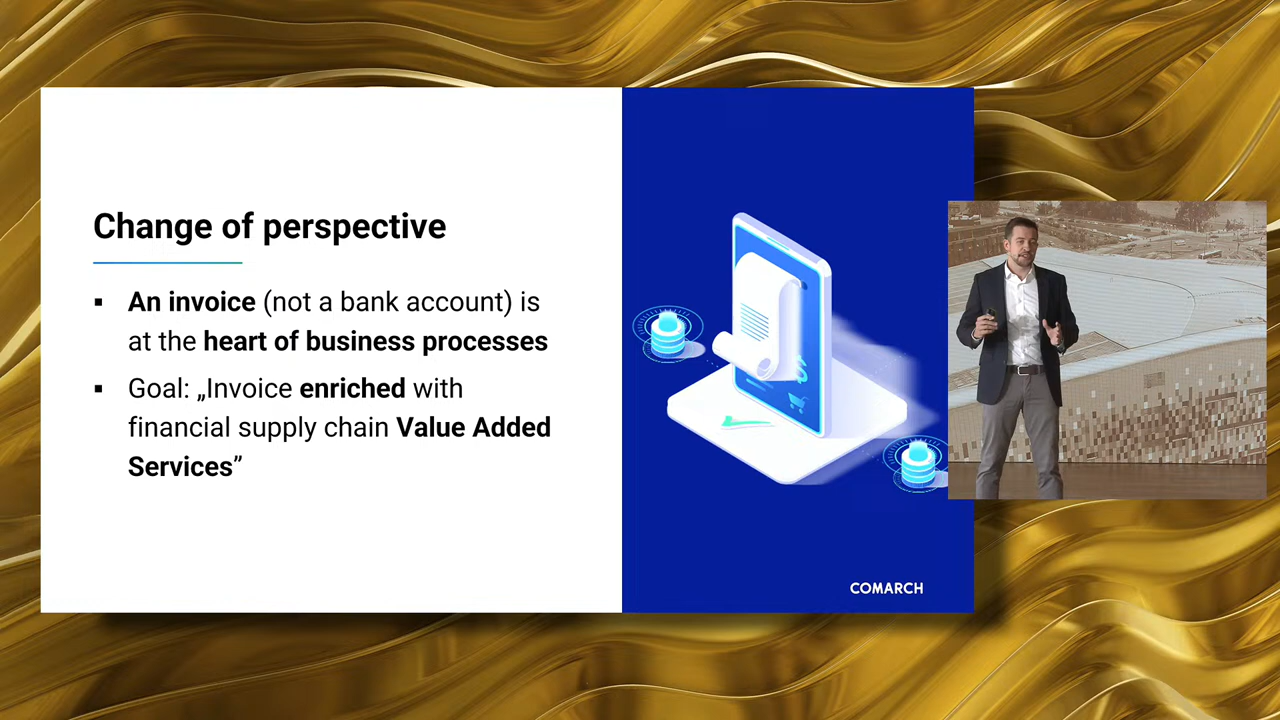 Change of perspective
▪ An invoice (not a bank account) is
at the heart of business processes
▪ Goal: „Invoice enriched with
financial supply chain Value Added
Services”
COMARCH